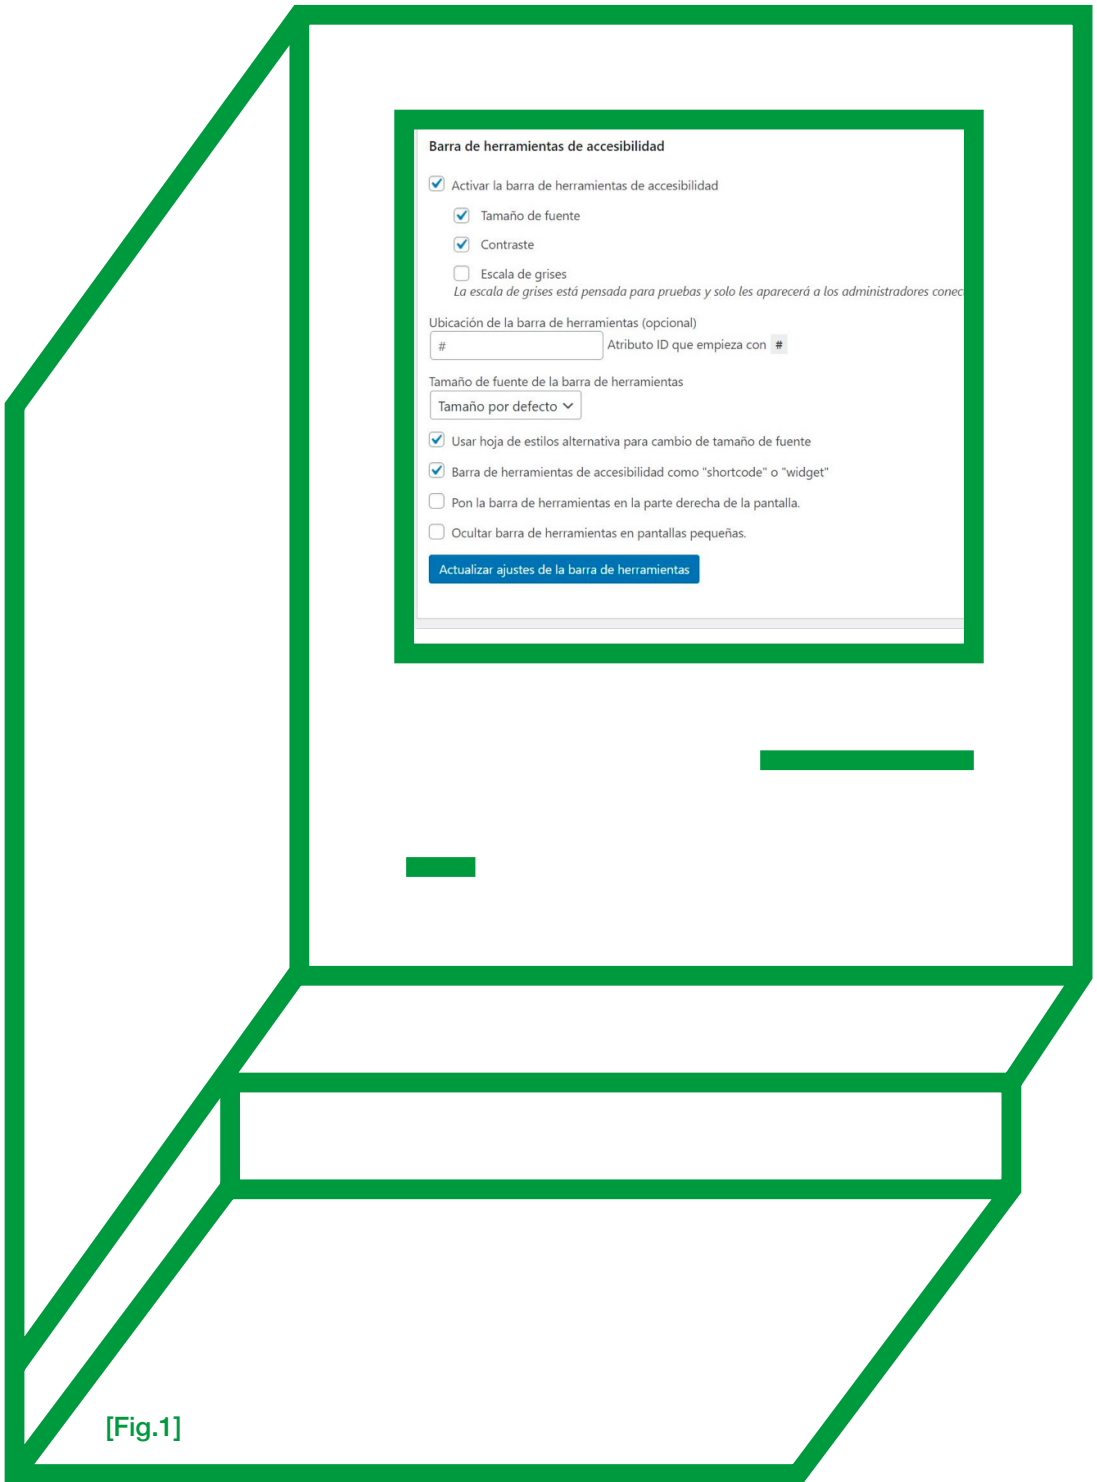 Barra de herramientas de accesibilidad
Activar la barra de herramientas de accesibilidad
Tamaño de fuente
Contraste
Escala de grises
La escala de grises está pensada para pruebas y solo les aparecerá a los administradores conec
Ubicación de la barra de herramientas (opcional)
# Atributo ID que empieza con #
Tamaño de fuente de la barra de herramientas
Tamaño por defecto
Usar hoja de estilos alternativa para cambio de tamaño de fuente
Barra de herramientas de accesibilidad como "shortcode" o "widget"
Pon la barra de herramientas en la parte derecha de la pantalla.
Ocultar barra de herramientas en pantallas pequeñas.
Actualizar ajustes de la barra de herramientas
[Fig.1]